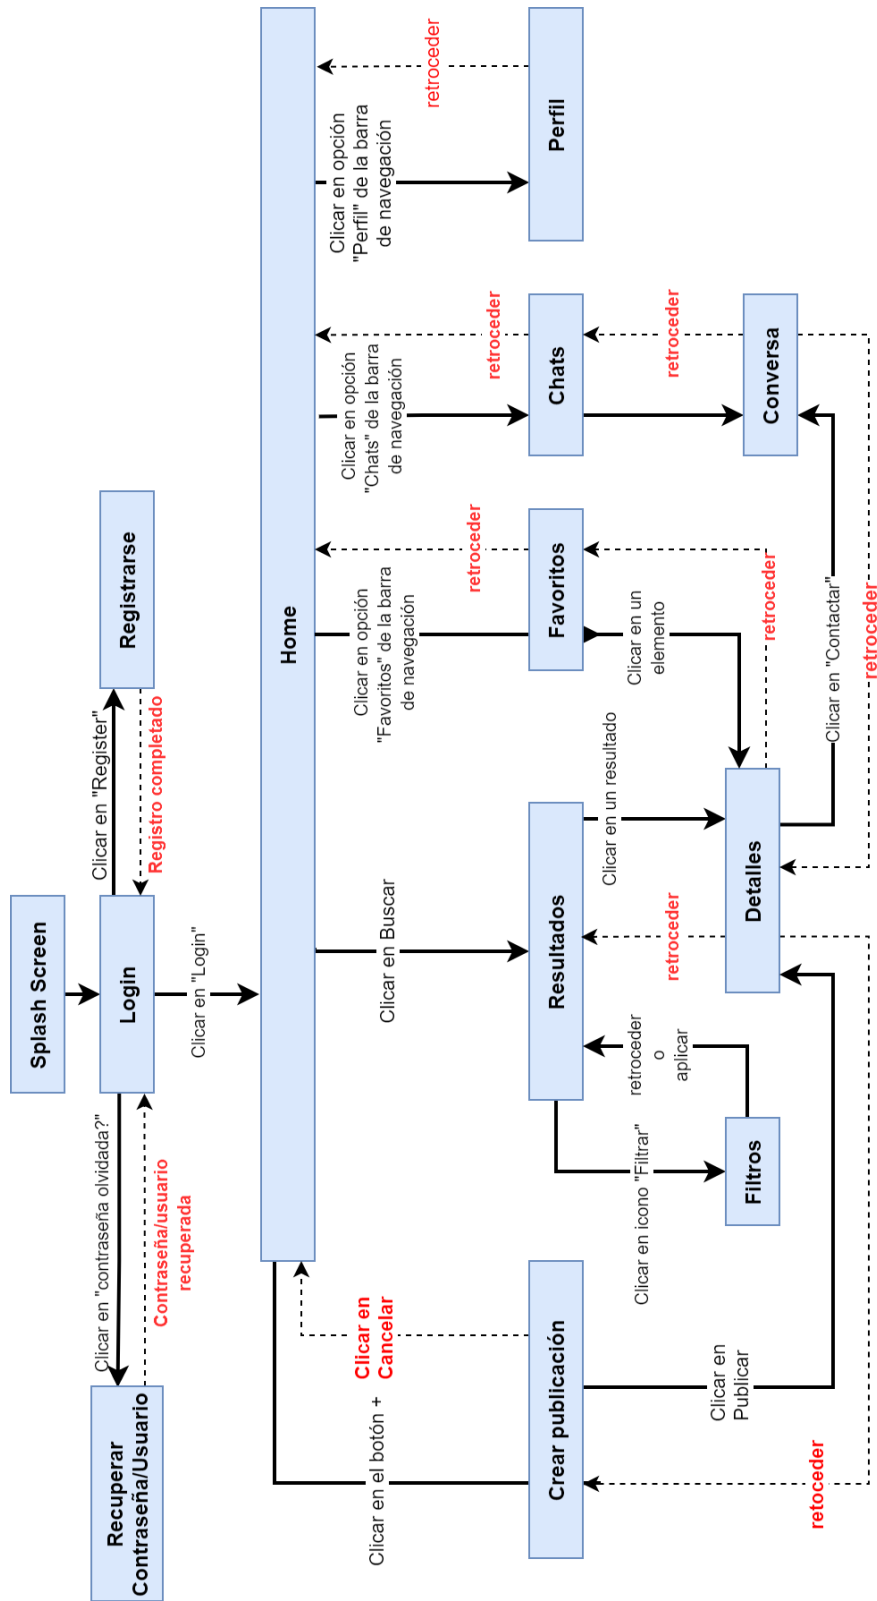 Splash Screen
Login
Registrarse
Recuperar
Contraseña/Usuario
Clicar en "contraseña olvidada?"
Contraseña/usuario
recuperada
Clicar en "Register"
Registro completado
Clicar en "Login"
Home
Clicar en el botón +
Clicar en
Cancelar
Clicar en Buscar
Clicar en opción
"Favoritos" de la barra
de navegación
retroceder
Clicar en opción
"Chats" de la barra
de navegación
retroceder
Clicar en opción
"Perfil" de la barra
de navegación
retroceder
Crear publicación
Resultados
Favoritos
Chats
Perfil
Clicar en
Publicar
Clicar en icono "Filtrar"
retroceder
o
aplicar
retroceder
Clicar en un resultado
Clicar en un
elemento
retroceder
retroceder
Filtros
Detalles
Conversa
Clicar en "Contactar"
retoceder
retroceder